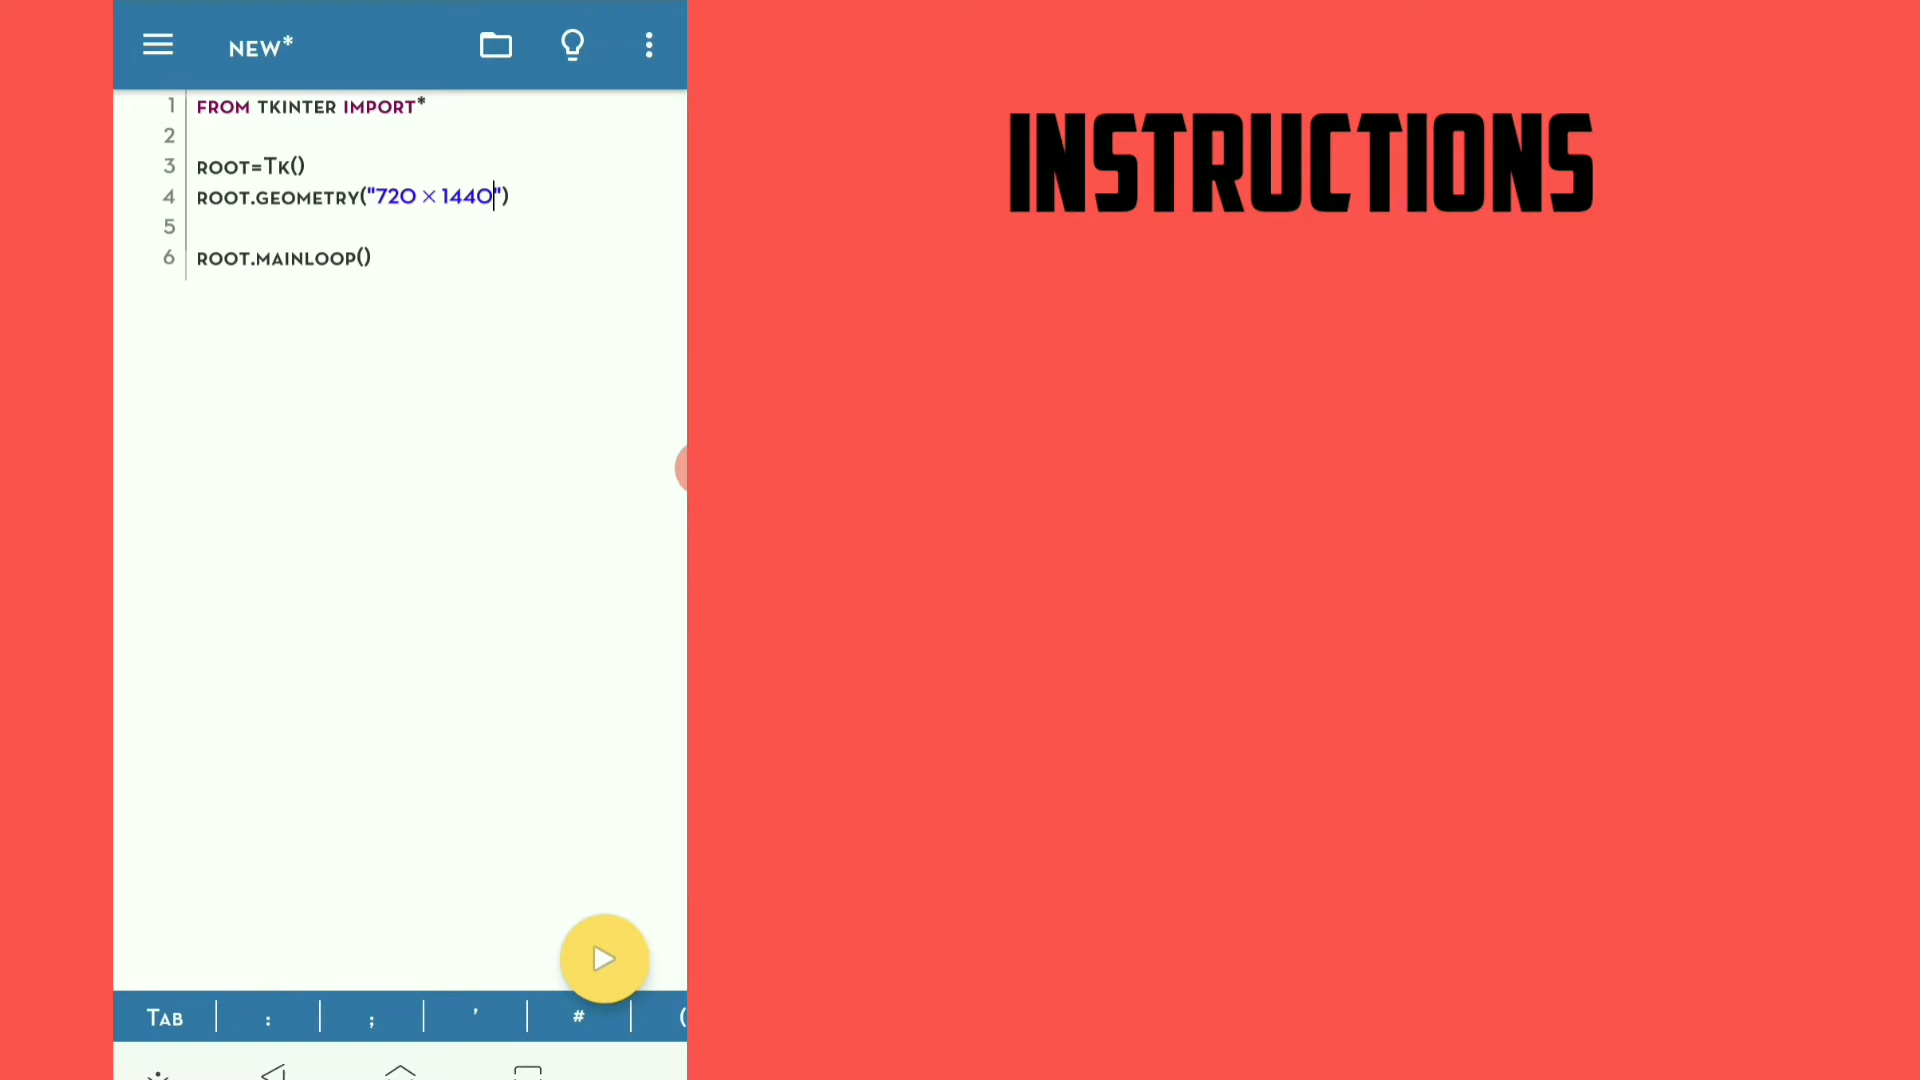 NEW*
1 FROM TKINTER IMPORT*
2
3 ROOT=TK()
4 ROOT.GEOMETRY("720×1440")
5
6 ROOT.MAINLOOP()
TAB : ; ' # (
INSTRUCTIONS